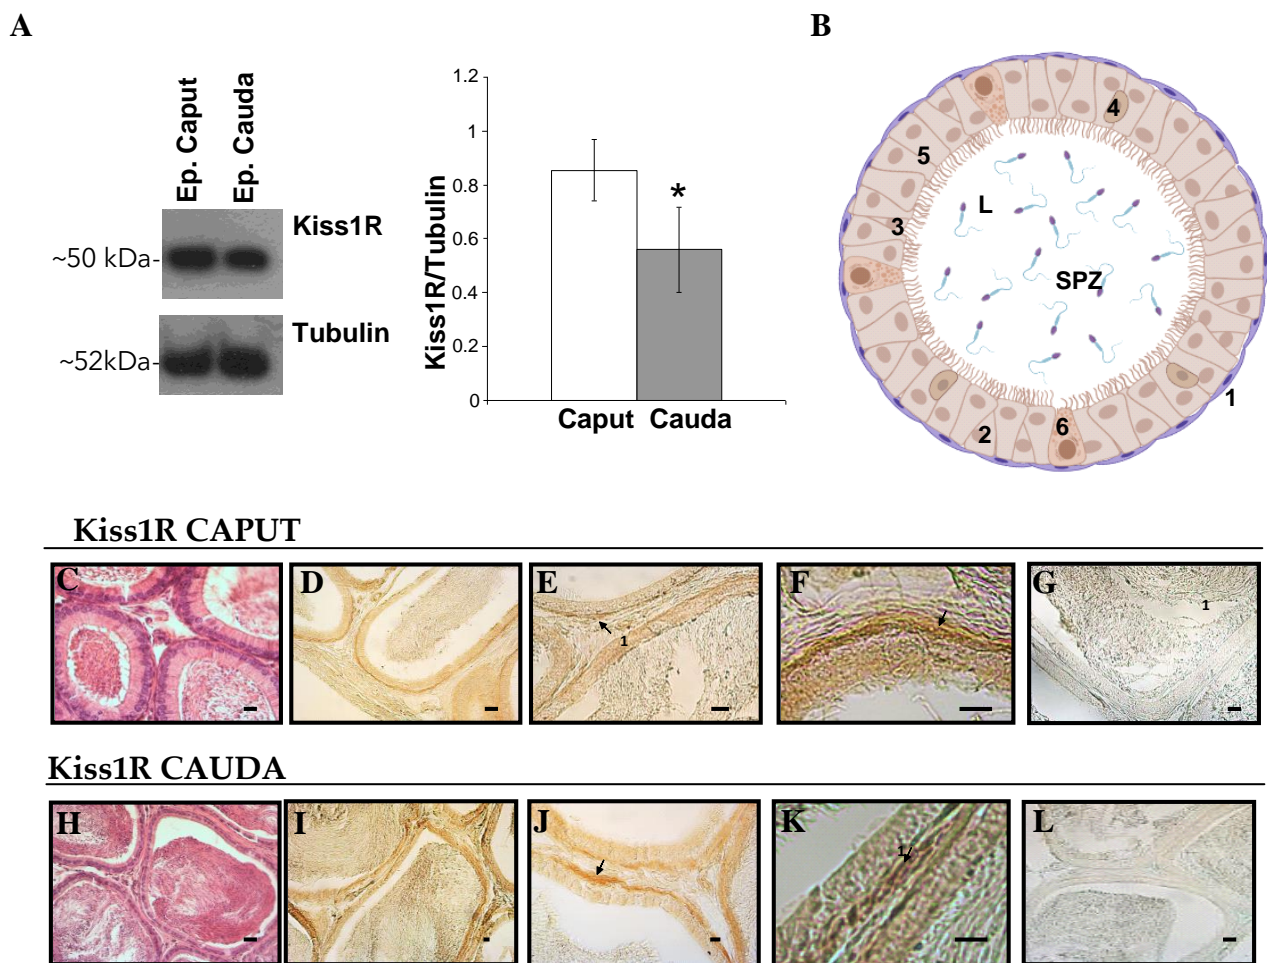 A
B
Ep. Caput
Ep. Cauda
Kiss1R
~50 kDa-
Tubulin
~52kDa-
Kiss1R/Tubulin
1.2
1
0.8
0.6
0.4
0.2
0
*
Caput Cauda
4
5
L
3
SPZ
1
6
2
Kiss1R CAPUT
C
D
E
1
F
G
1
Kiss1R CAUDA
H
I
J
K
1
L